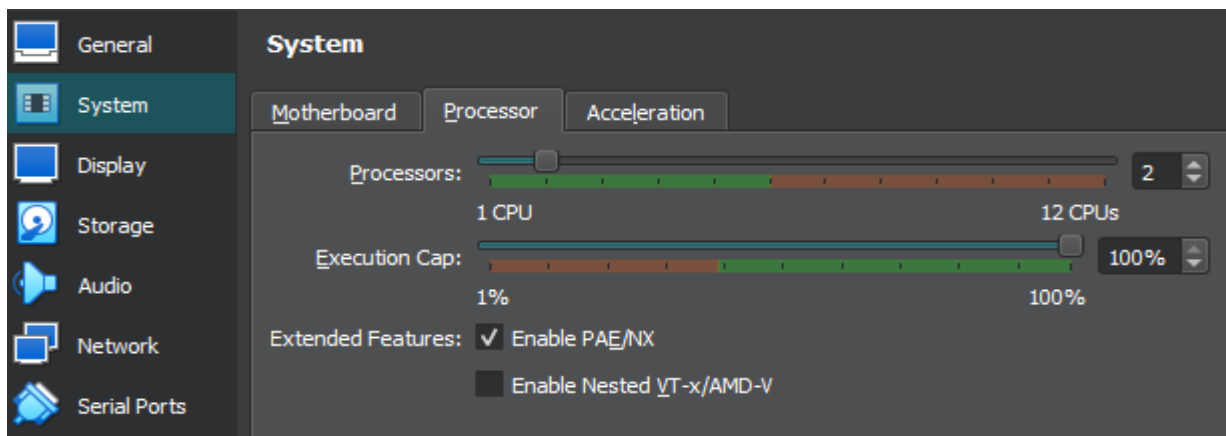 General
System
Display
Storage
Audio
Network
Serial Ports
System
Motherboard Processor Acceleration
Processors: 2
1 CPU 12 CPUs
Execution Cap: 100%
1% 100%
Extended Features: Enable PAE/NX
Enable Nested VT-x/AMD-V